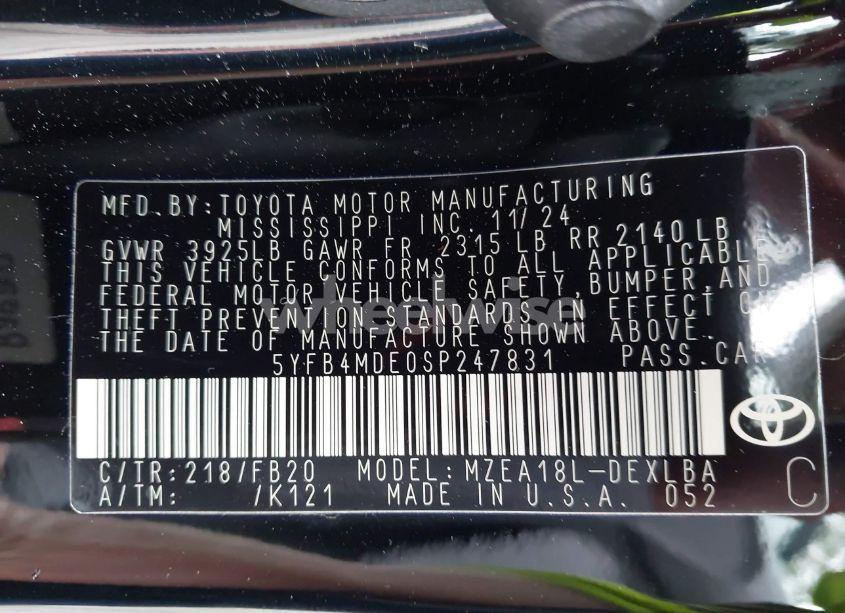 MFD.BY:TOYOTA MOTOR MANUFACTURING
MISSISSIPPI INC. 11/24
GVWR 3925LB GAWR FR 2315 LB RR 2140 LB
THIS VEHICLE CONFORMS TO ALL APPLICABLE
FEDERAL MOTOR VEHICLE SAFETY,BUMPER,AND
THEFT PREVENTION STANDARDS IN EFFECT ON
THE DATE OF MANUFACTURE SHOWN ABOVE.
5YFB4MDE0SP247831 PASS.CAR
C/TR:218/FB20 MODEL:MZEA18L-DEXLBA
A/TM: /K121 MADE IN U.S.A. 052
C
wheelwise